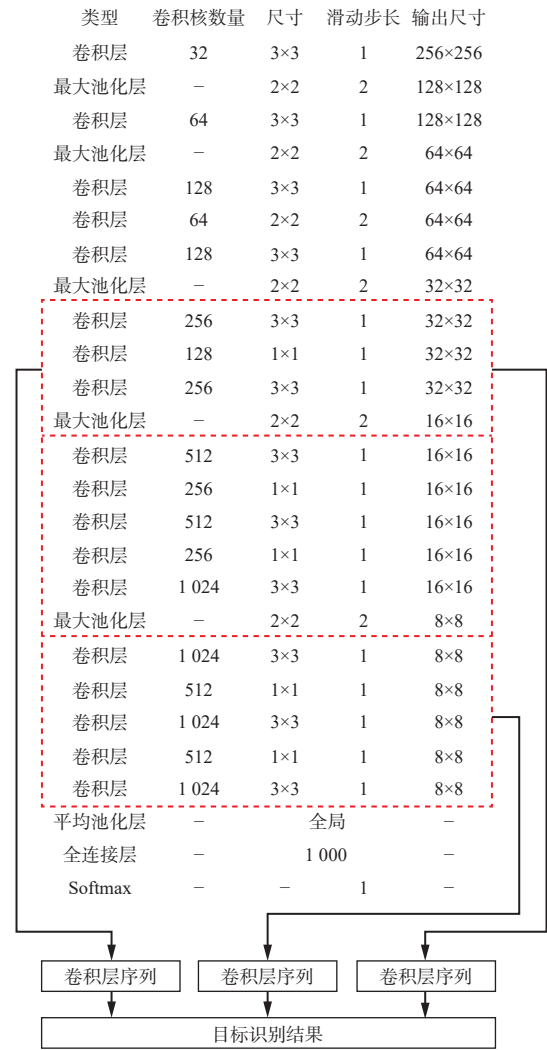 类型 卷积核数量 尺寸 滑动步长 输出尺寸
卷积层 32 3×3 1 256×256
最大池化层 − 2×2 2 128×128
卷积层 64 3×3 1 128×128
最大池化层 − 2×2 2 64×64
卷积层 128 3×3 1 64×64
卷积层 64 2×2 2 64×64
卷积层 128 3×3 1 64×64
最大池化层 − 2×2 2 32×32
卷积层 256 3×3 1 32×32
卷积层 128 1×1 1 32×32
卷积层 256 3×3 1 32×32
最大池化层 − 2×2 2 16×16
卷积层 512 3×3 1 16×16
卷积层 256 1×1 1 16×16
卷积层 512 3×3 1 16×16
卷积层 256 1×1 1 16×16
卷积层 1 024 3×3 1 16×16
最大池化层 − 2×2 2 8×8
卷积层 1 024 3×3 1 8×8
卷积层 512 1×1 1 8×8
卷积层 1 024 3×3 1 8×8
卷积层 512 1×1 1 8×8
卷积层 1 024 3×3 1 8×8
平均池化层 − 全局 −
全连接层 − 1 000 −
Softmax − − 1 −
卷积层序列 卷积层序列 卷积层序列
目标识别结果